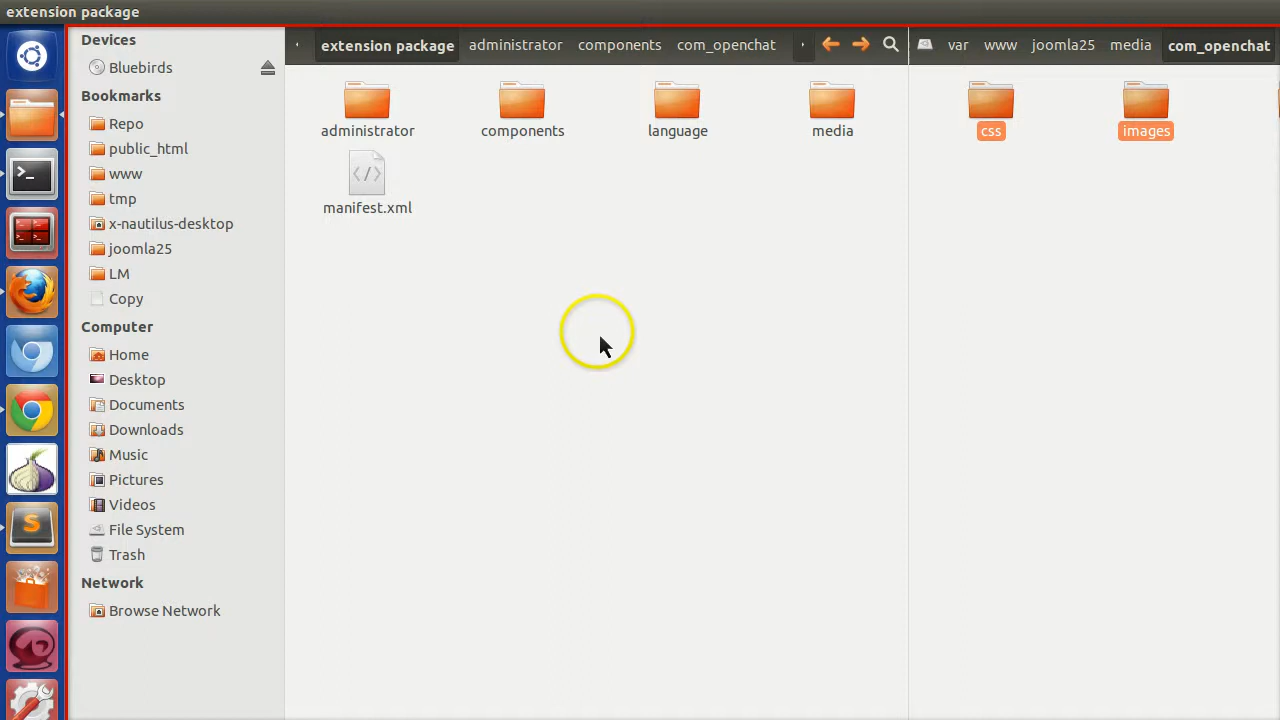 extension package
Devices
Bluebirds
Bookmarks
Repo
public_html
www
tmp
x-nautilus-desktop
joomla25
LM
Copy
Computer
Home
Desktop
Documents
Downloads
Music
Pictures
Videos
File System
Trash
Network
Browse Network
extension package administrator components com_openchat
administrator components language media
manifest.xml
var www joomla25 media com_openchat
css images